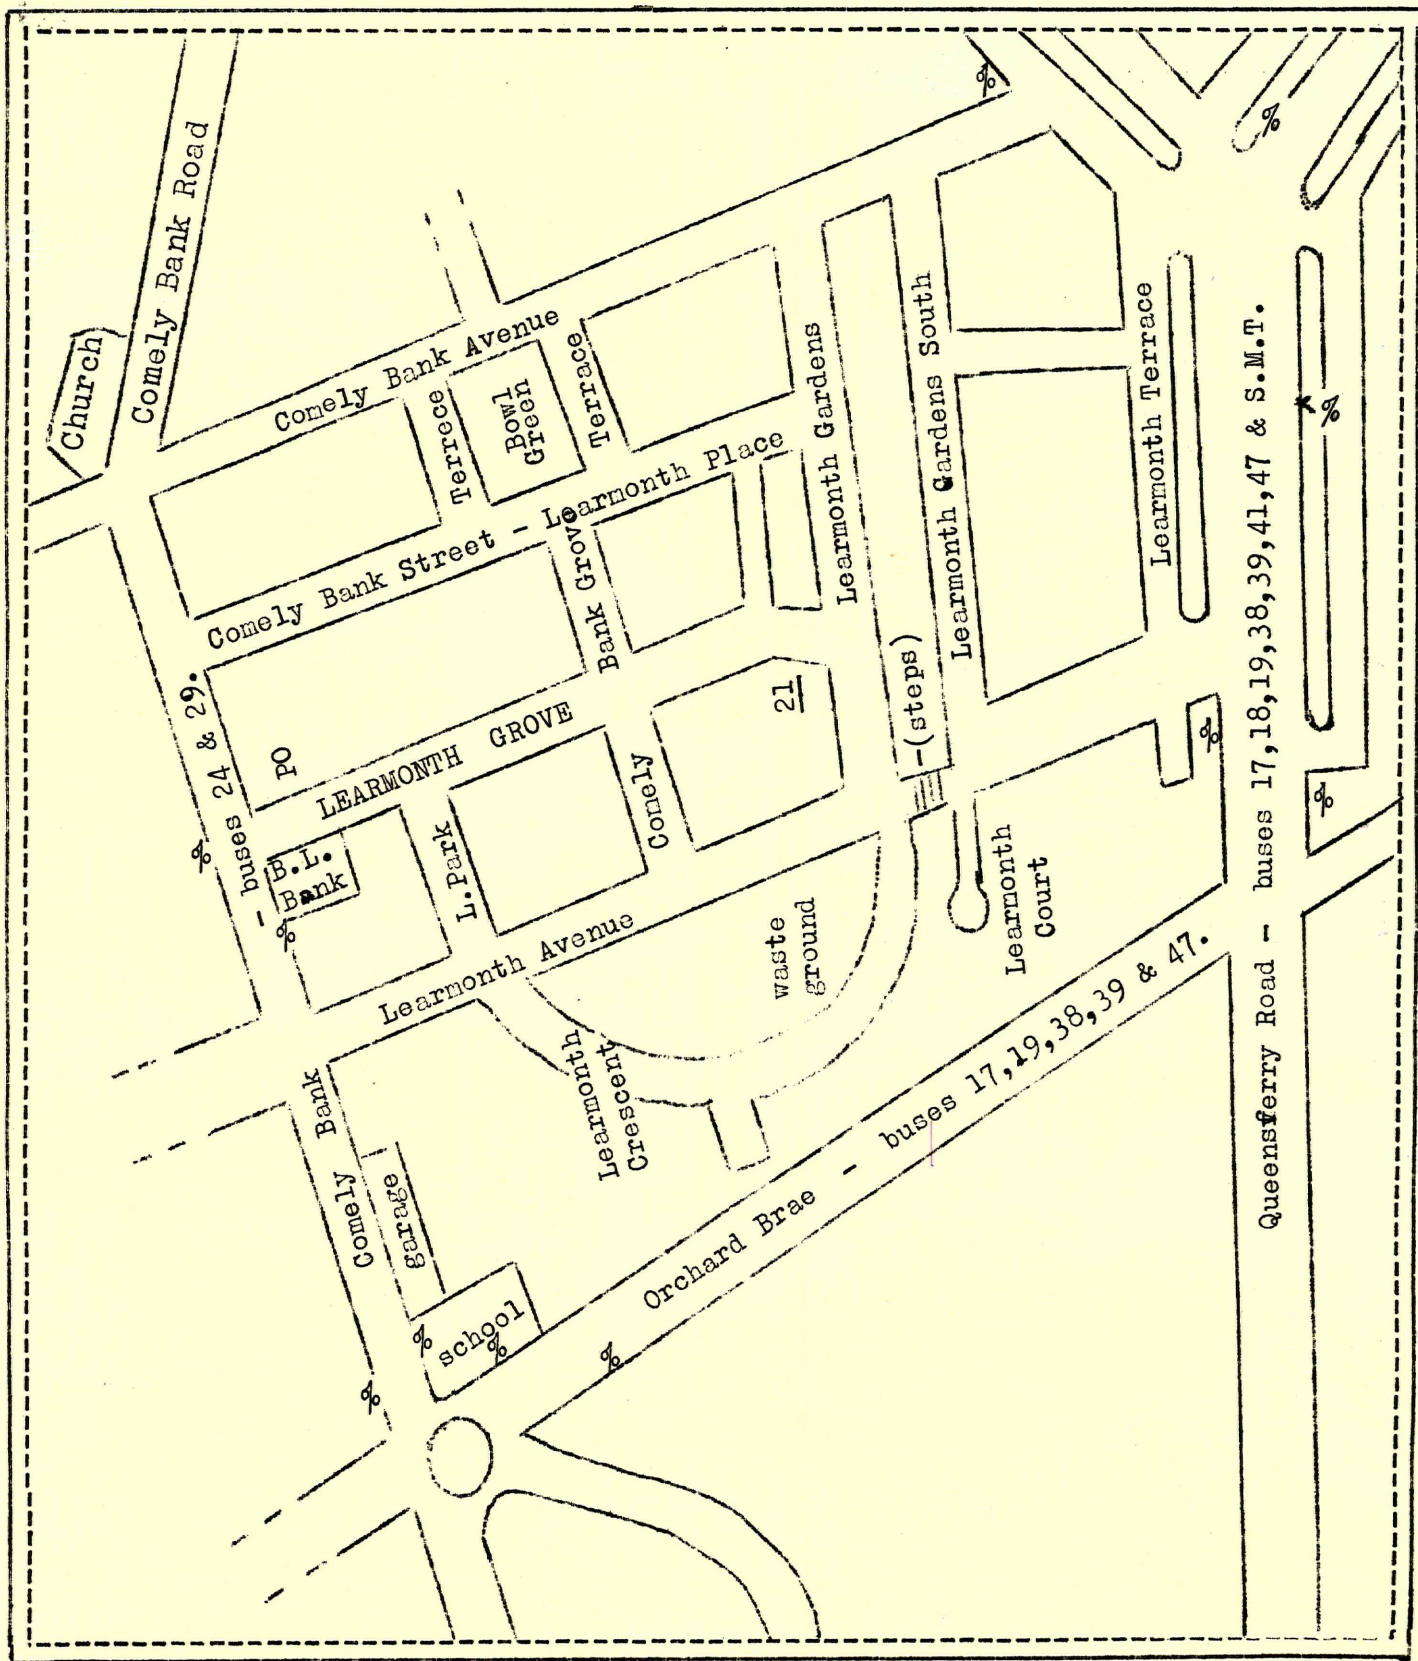 Church
Comely Bank Road
Comely Bank Avenue
Terrece
Bowl
Green
Terrace
Comely Bank Street - Learmonth Place
Learmonth Gardens
Learmonth Gardens South
Learmonth Terrace
Bank Grove
- buses 24 & 29.
PO
LEARMONTH GROVE
B.L.
Bank
L.Park
Comely
21
-(steps)
Learmonth Avenue
waste
ground
Learmonth
Court
Learmonth
Crescent
Comely Bank
garage
school
Orchard Brae - buses 17,19,38,39 & 47.
Queensferry Road - buses 17,18,19,38,39,41,47 & S.M.T.
%
%
%
%
%
%
%
%
%
%
%